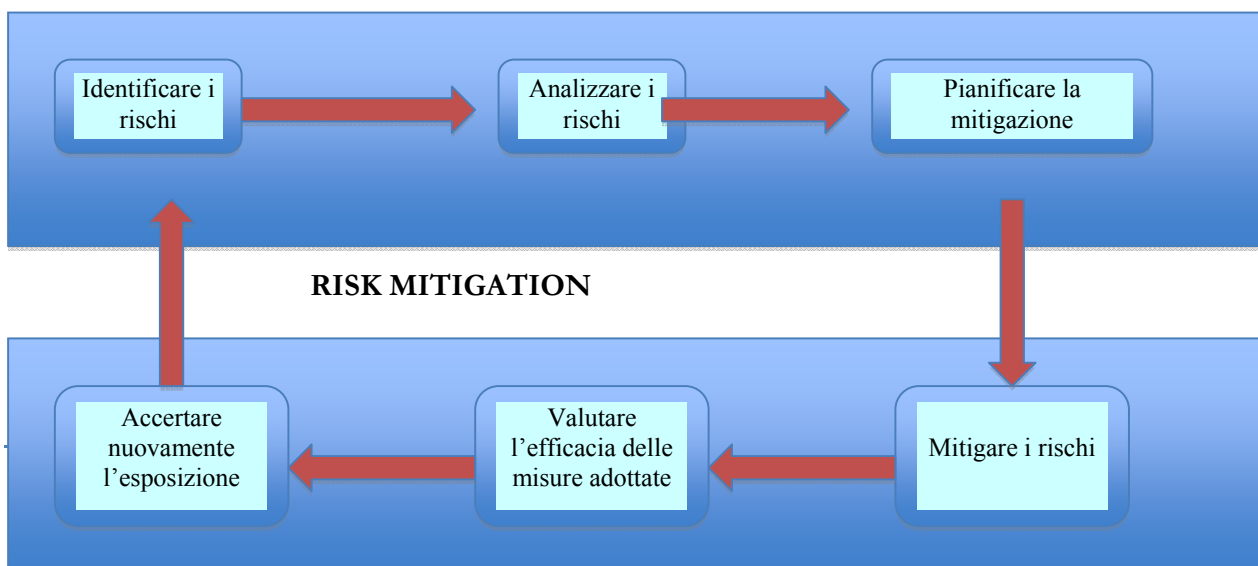 Identificare i
rischi
Analizzare i
rischi
Pianificare la
mitigazione
RISK MITIGATION
Accertare
nuovamente
l’esposizione
Valutare
l’efficacia delle
misure adottate
Mitigare i rischi